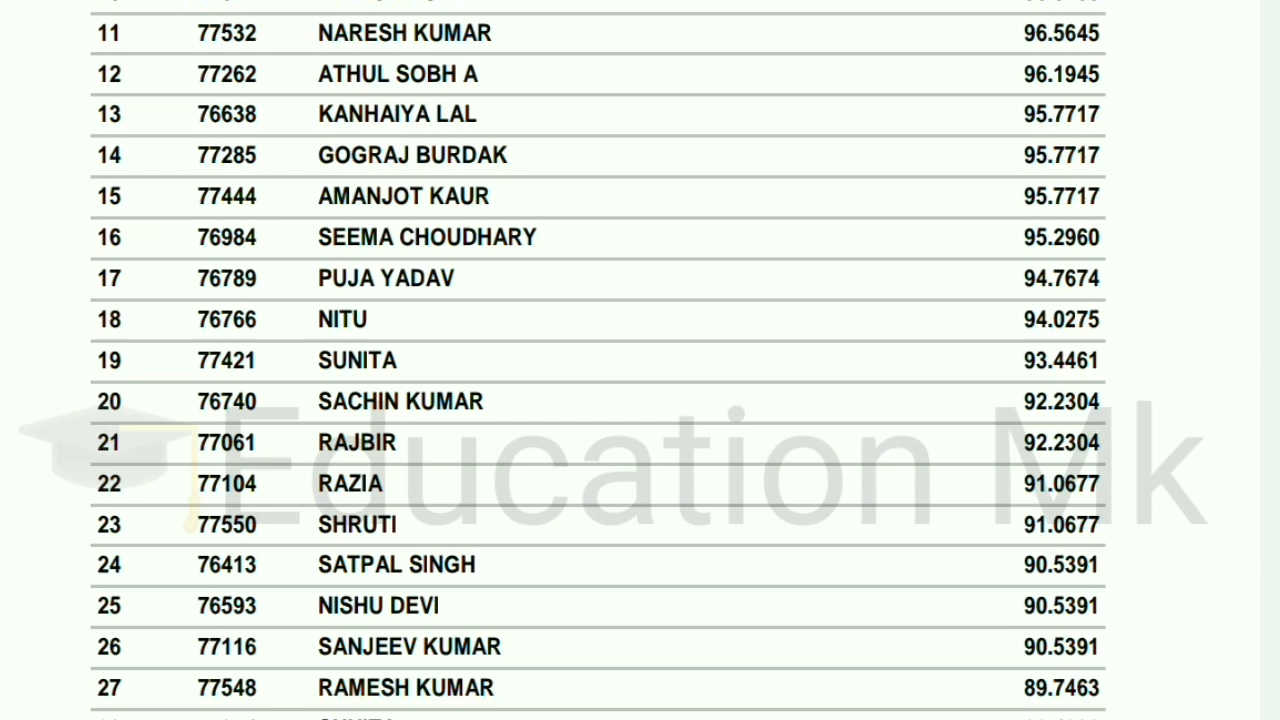 11 77532 NARESH KUMAR 96.5645
12 77262 ATHUL SOBH A 96.1945
13 76638 KANHAIYA LAL 95.7717
14 77285 GOGRAJ BURDAK 95.7717
15 77444 AMANJOT KAUR 95.7717
16 76984 SEEMA CHOUDHARY 95.2960
17 76789 PUJA YADAV 94.7674
18 76766 NITU 94.0275
19 77421 SUNITA 93.4461
20 76740 SACHIN KUMAR 92.2304
Education Mk
21 77061 RAJBIR 92.2304
22 77104 RAZIA 91.0677
23 77550 SHRUTI 91.0677
24 76413 SATPAL SINGH 90.5391
25 76593 NISHU DEVI 90.5391
26 77116 SANJEEV KUMAR 90.5391
27 77548 RAMESH KUMAR 89.7463